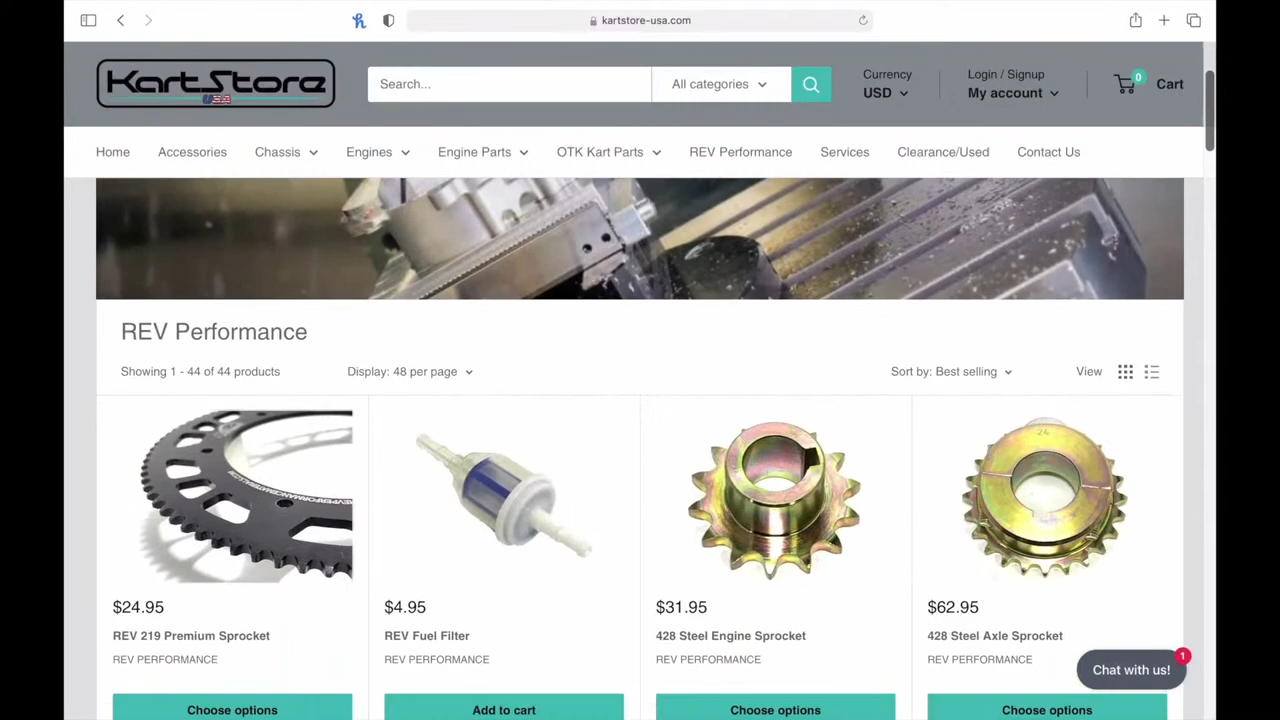 kartstore-usa.com
KartStore
USA
Search...
All categories
Currency
USD
Login / Signup
My account
0
Cart
Home
Accessories
Chassis
Engines
Engine Parts
OTK Kart Parts
REV Performance
Services
Clearance/Used
Contact Us
REV Performance
Showing 1 - 44 of 44 products
Display: 48 per page
Sort by: Best selling
View
$24.95
REV 219 Premium Sprocket
REV PERFORMANCE
Choose options
$4.95
REV Fuel Filter
REV PERFORMANCE
Add to cart
$31.95
428 Steel Engine Sprocket
REV PERFORMANCE
Choose options
24
$62.95
428 Steel Axle Sprocket
REV PERFORMANCE
Choose options
Chat with us!
1